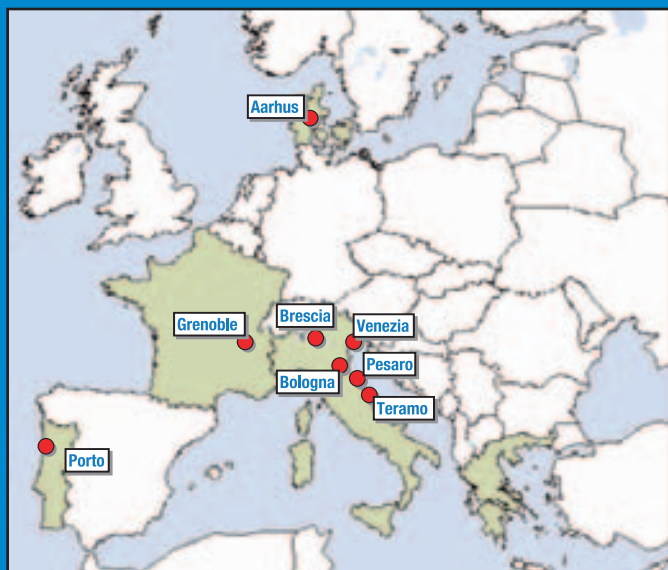 Aarhus
Brescia
Venezia
Grenoble
Pesaro
Bologna
Teramo
Porto